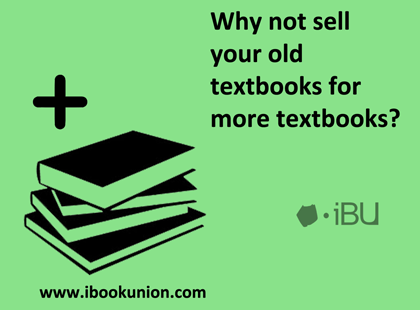 Why not sell
your old
textbooks for
more textbooks?
iBU
www.ibookunion.com